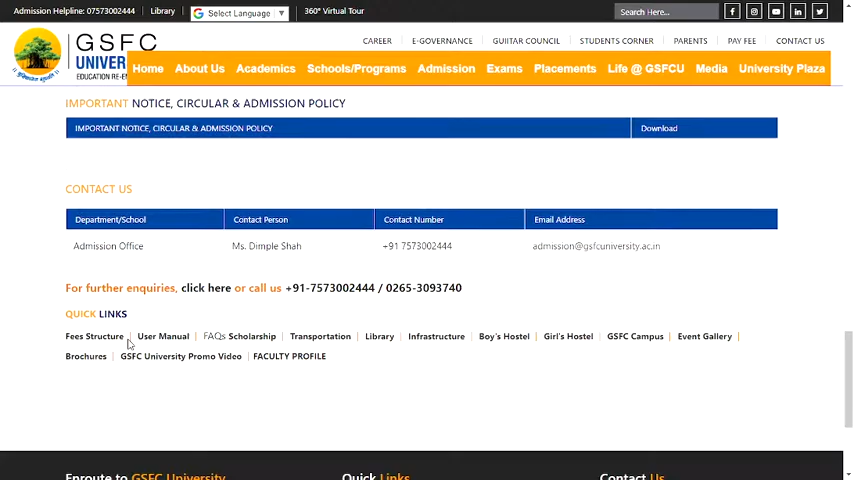 Admission Helpline: 07573002444 Library Select Language ▼ 360° Virtual Tour Search Here...
CAREER E-GOVERNANCE GUIITAR COUNCIL STUDENTS CORNER PARENTS PAY FEE CONTACT US
GSFC
UNIVER
EDUCATION RE-EN
Home About Us Academics Schools/Programs Admission Exams Placements Life @ GSFCU Media University Plaza
IMPORTANT NOTICE, CIRCULAR & ADMISSION POLICY
IMPORTANT NOTICE, CIRCULAR & ADMISSION POLICY Download
CONTACT US
Department/School Contact Person Contact Number Email Address
Admission Office Ms. Dimple Shah +91 7573002444 admission@gsfcuniversity.ac.in
For further enquiries, click here or call us +91-7573002444 / 0265-3093740
QUICK LINKS
Fees Structure User Manual FAQs Scholarship Transportation Library Infrastructure Boy's Hostel Girl's Hostel GSFC Campus Event Gallery
Brochures GSFC University Promo Video FACULTY PROFILE
Enroute to GSFC University Quick Links Contact Us